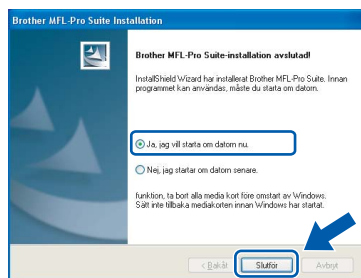 Brother MFL-Pro Suite Installation
Brother MFL-Pro Suite-installation avslutad!
InstallShield Wizard har installerat Brother MFL-Pro Suite. Innan
programmet kan användas, måste du starta om datorn.
Ja, jag vill starta om datorn nu.
Nej, jag startar om datorn senare.
funktion, ta bort alla media kort före omstart av Windows.
Sätt inte tillbaka mediakorten innan Windows har startat.
< Bakåt
Slutför
Avbryt